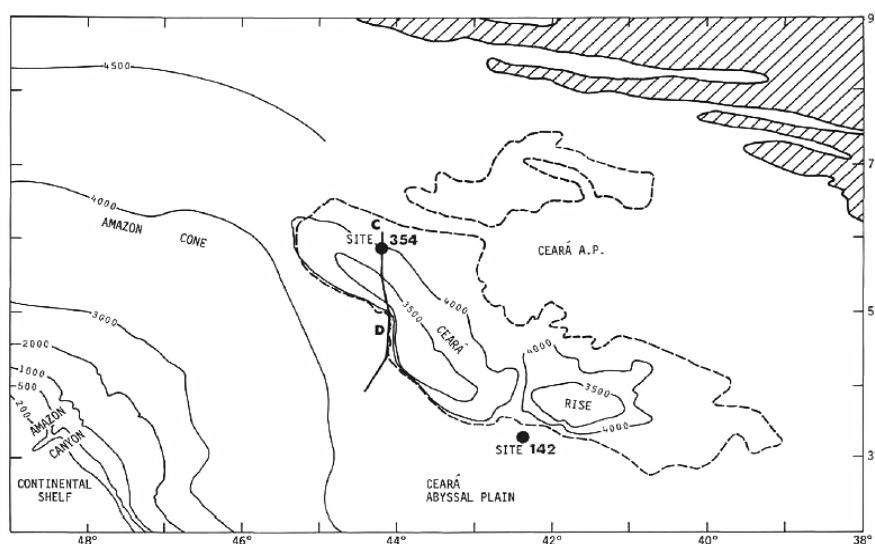 9
4500
7
4000
AMAZON
CONE
C
SITE 354
CEARÁ A.P.
3000
3500
4000
CEARÁ
5
D
2000
1000
500
200
4000
3500
RISE
4000
AMAZON
CANYON
SITE 142
3
CONTINENTAL
SHELF
CEARÁ
ABYSSAL PLAIN
48°
46°
44°
42°
40°
38°